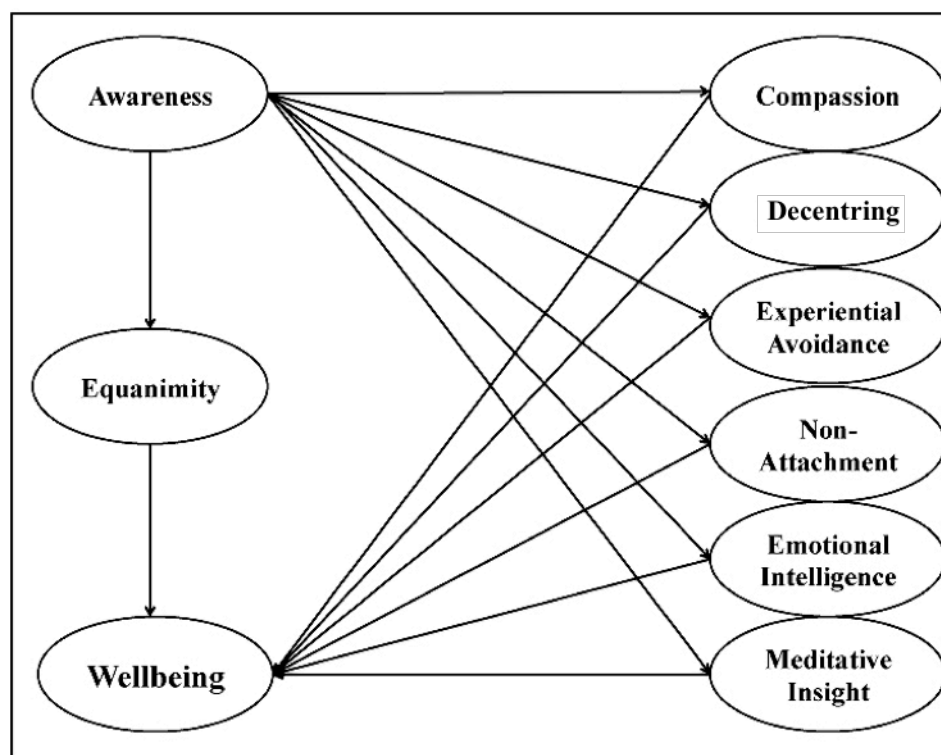 Awareness
Equanimity
Wellbeing
Compassion
Decentring
Experiential
Avoidance
Non-
Attachment
Emotional
Intelligence
Meditative
Insight